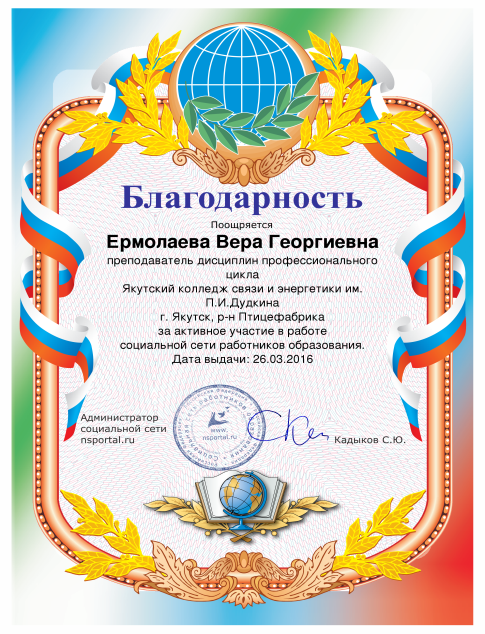 Благодарность
Поощряется
Ермолаева Вера Георгиевна
преподаватель дисциплин профессионального
цикла
Якутский колледж связи и энергетики им.
П.И.Дудкина
г. Якутск, р-н Птицефабрика
за активное участие в работе
социальной сети работников образования.
Дата выдачи: 26.03.2016
Администратор
социальной сети
nsportal.ru
www.
nsportal.ru
Кадыков С.Ю.